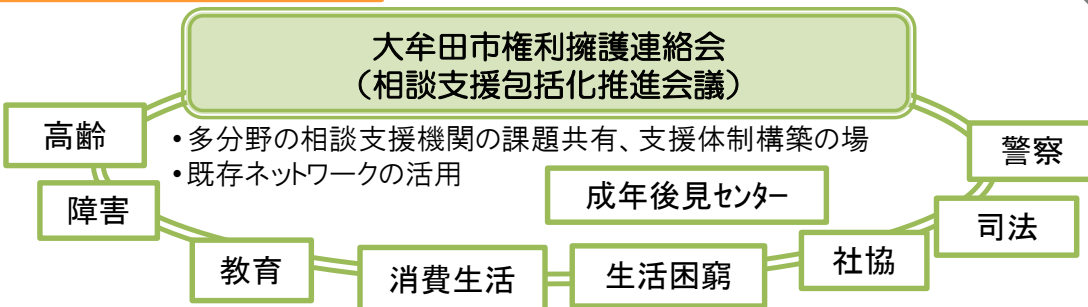 大牟田市権利擁護連絡会
（相談支援包括化推進会議）
•多分野の相談支援機関の課題共有、支援体制構築の場
•既存ネットワークの活用
高齢
障害
教育
消費生活
生活困窮
社協
司法
警察
成年後見センター